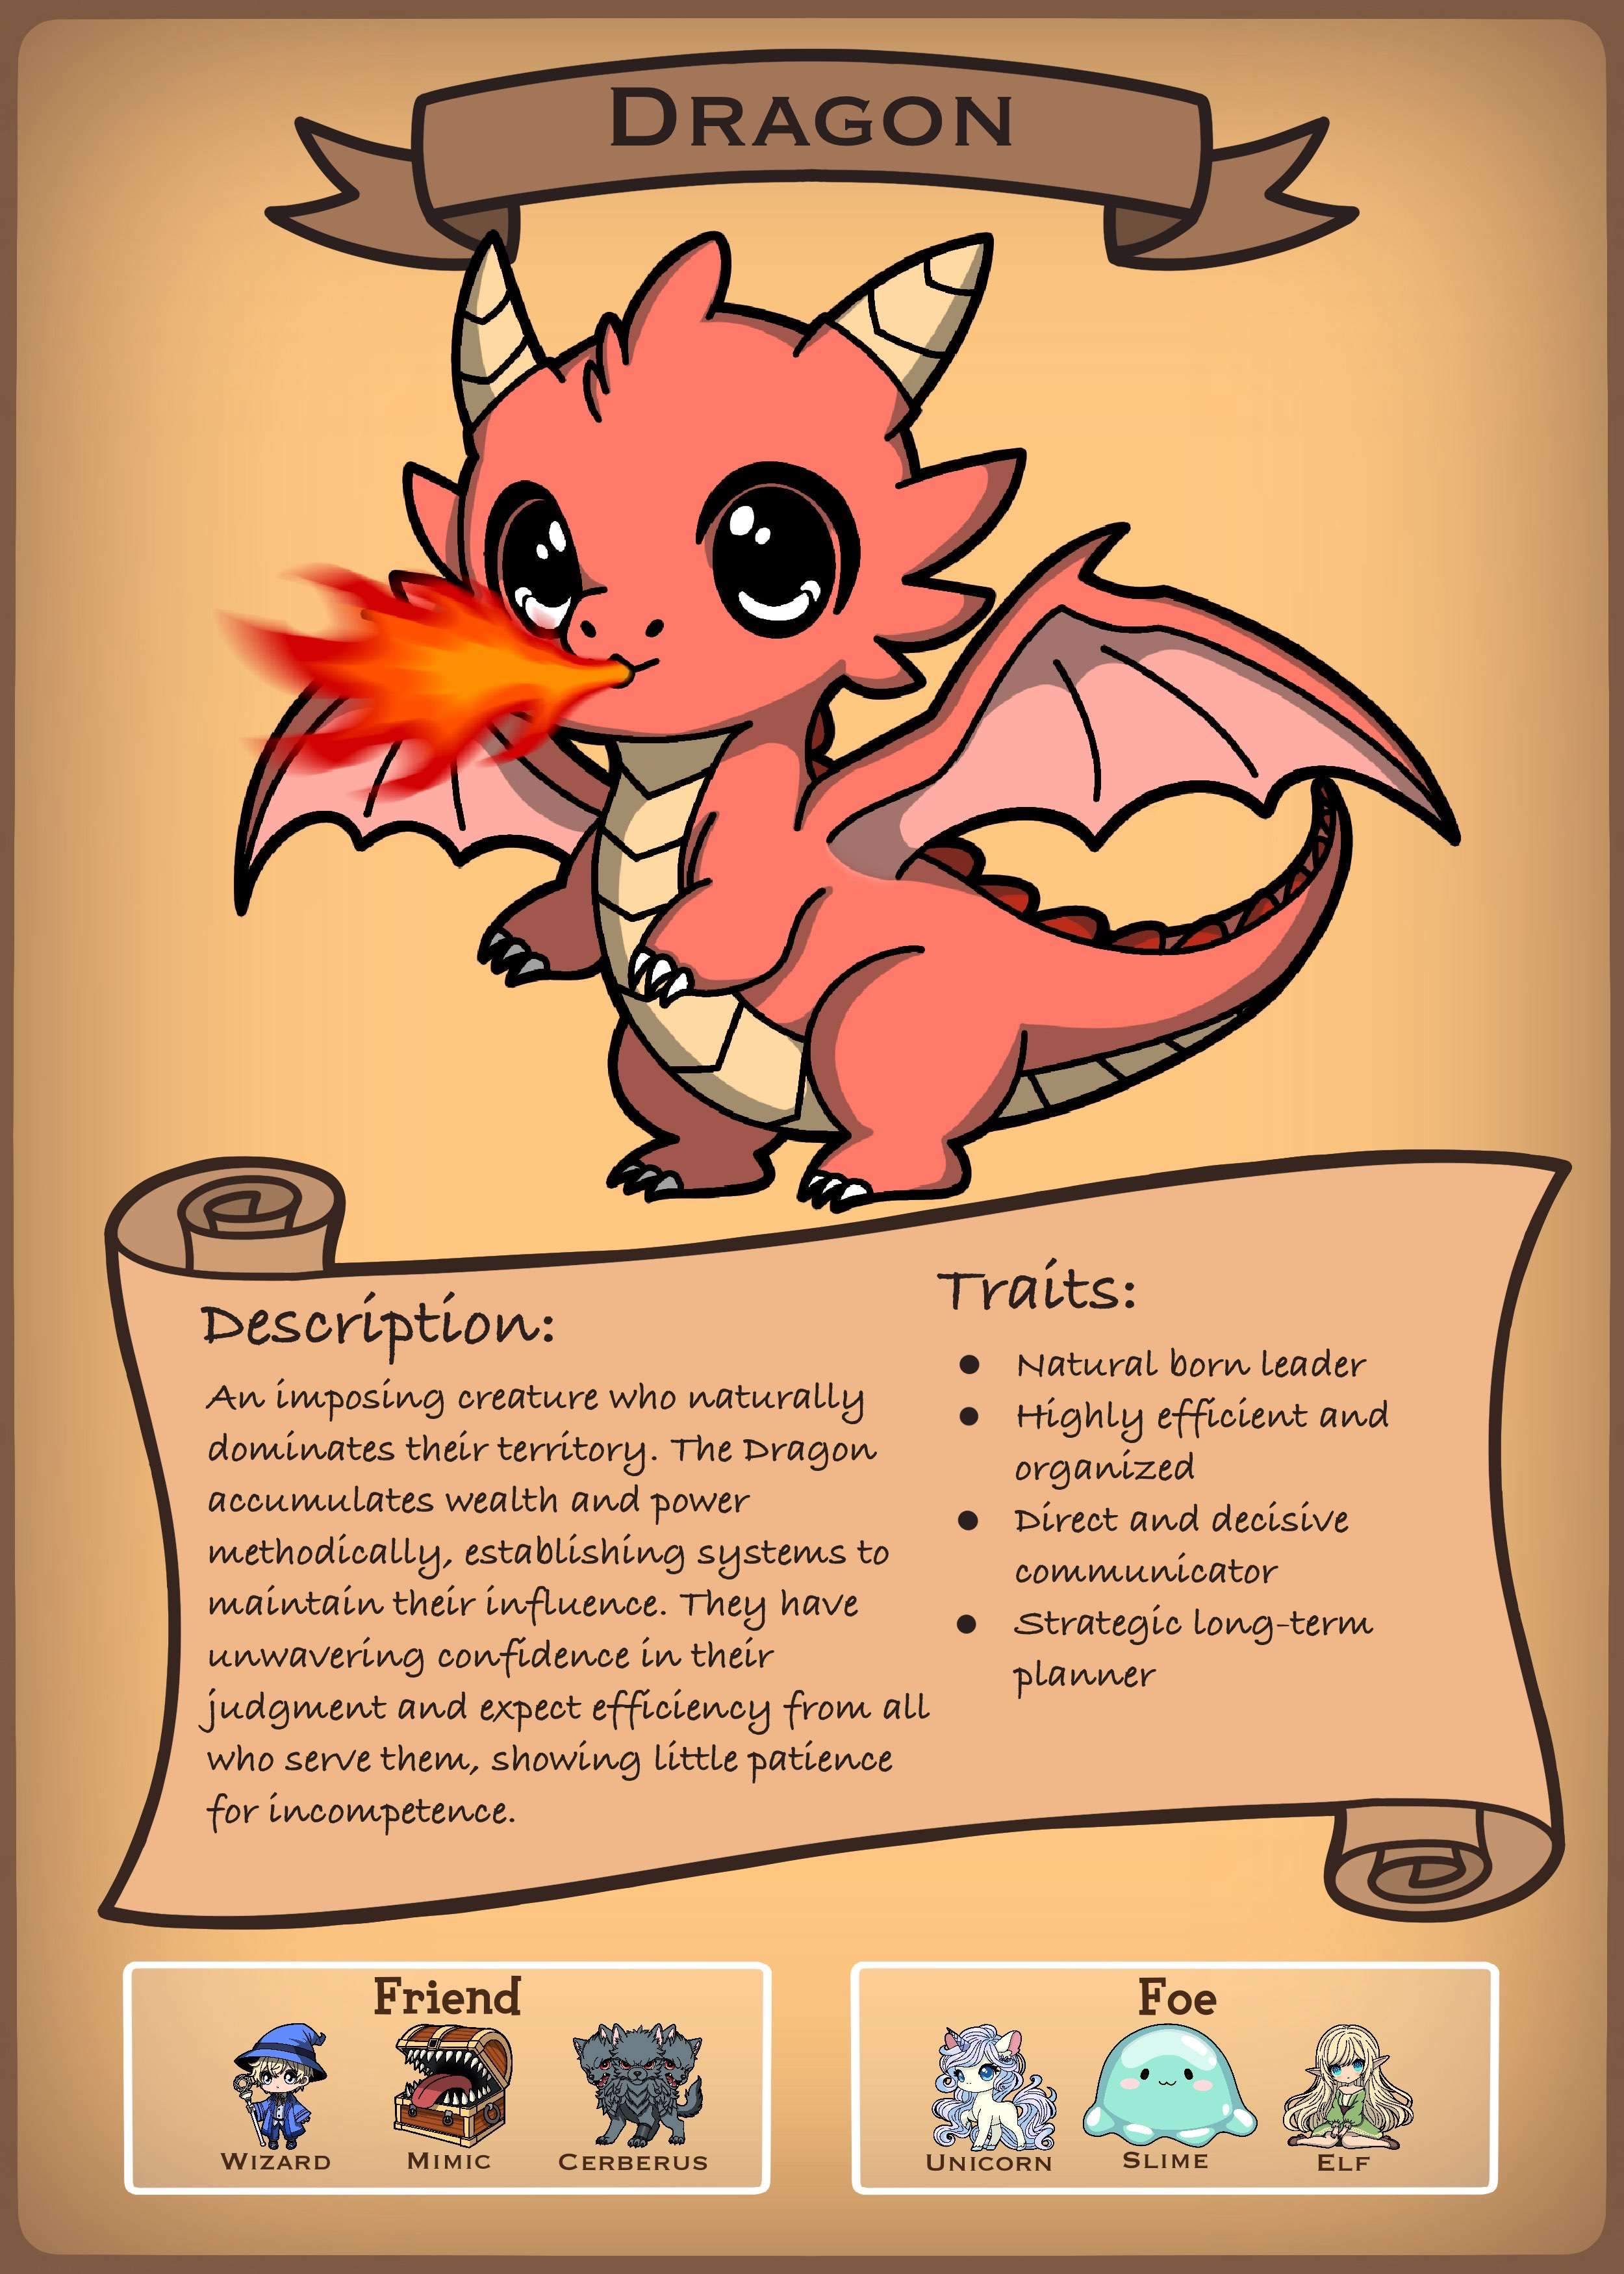 Dragon
Description:
An imposing creature who naturally
dominates their territory. The Dragon
accumulates wealth and power
methodically, establishing systems to
maintain their influence. They have
unwavering confidence in their
judgment and expect efficiency from all
who serve them, showing little patience
for incompetence.
Traits:
● Natural born leader
● Highly efficient and
organized
● Direct and decisive
communicator
● Strategic long-term
planner
Friend
Wizard
Mimic
Cerberus
Foe
Unicorn
Slime
Elf